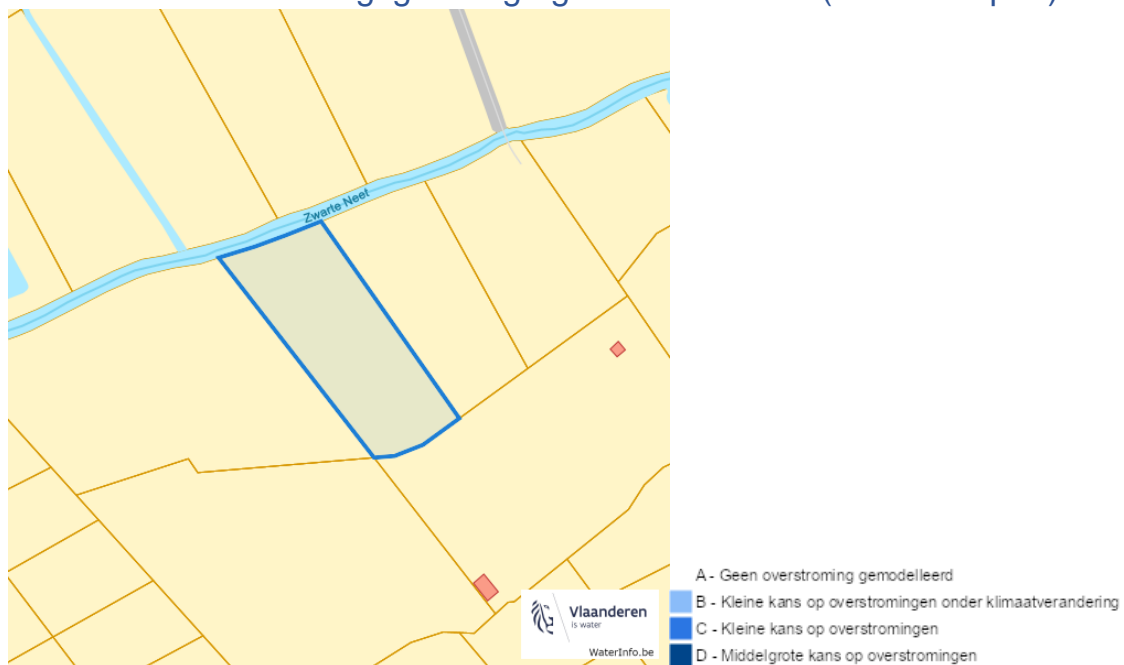 Zwarte Neet
Vlaanderen
is water
WaterInfo.be
A - Geen overstroming gemodelleerd
B - Kleine kans op overstromingen onder klimaatverandering
C - Kleine kans op overstromingen
D - Middelgrote kans op overstromingen